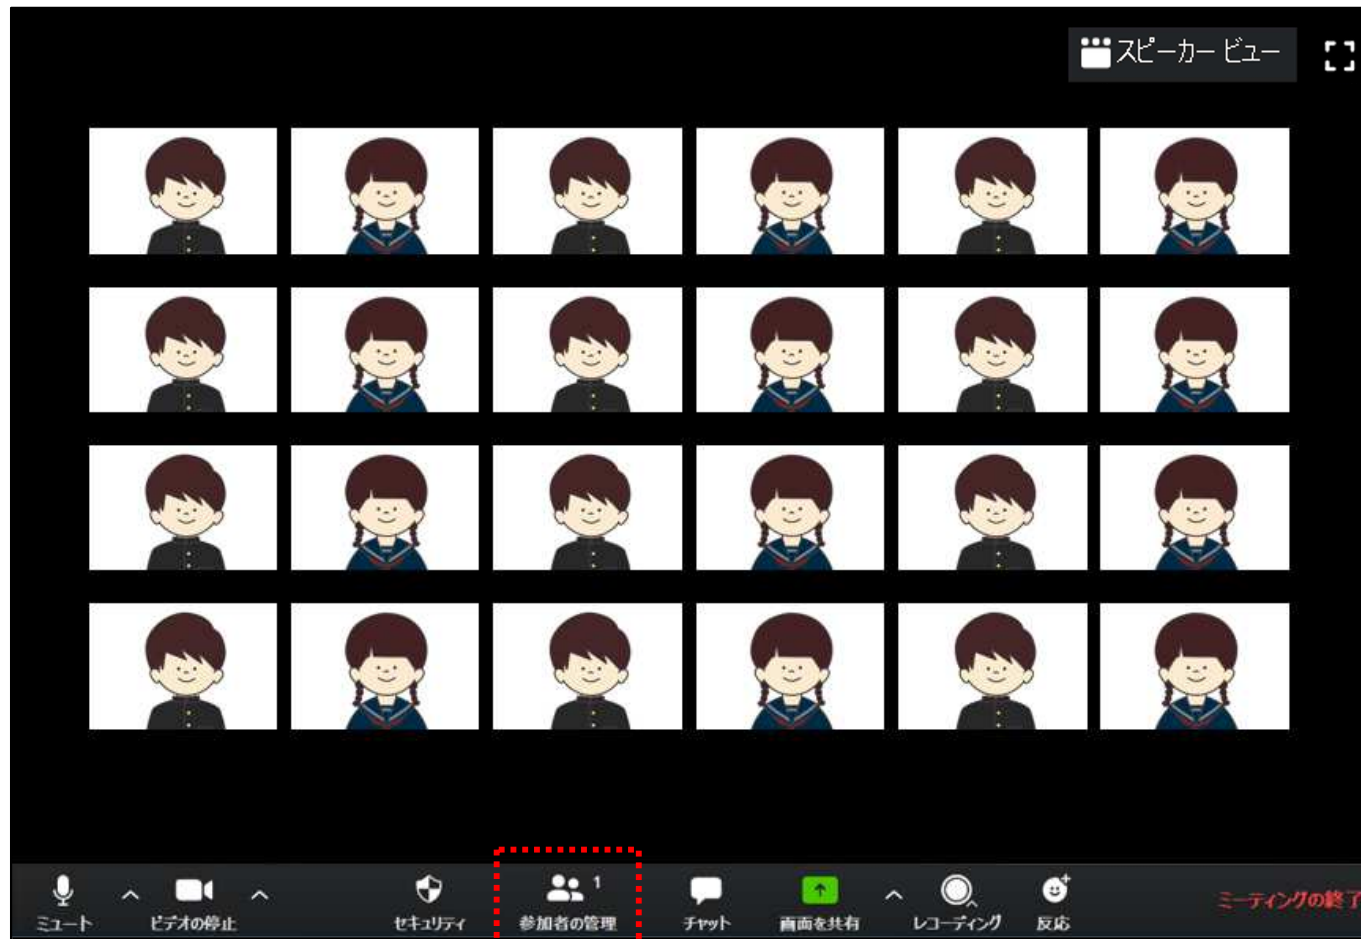 スピーカー ビュー
1
ミュート
ビデオの停止
セキュリティ
参加者の管理
チャット
画面を共有
レコーディング
反応
ミーティングの終了